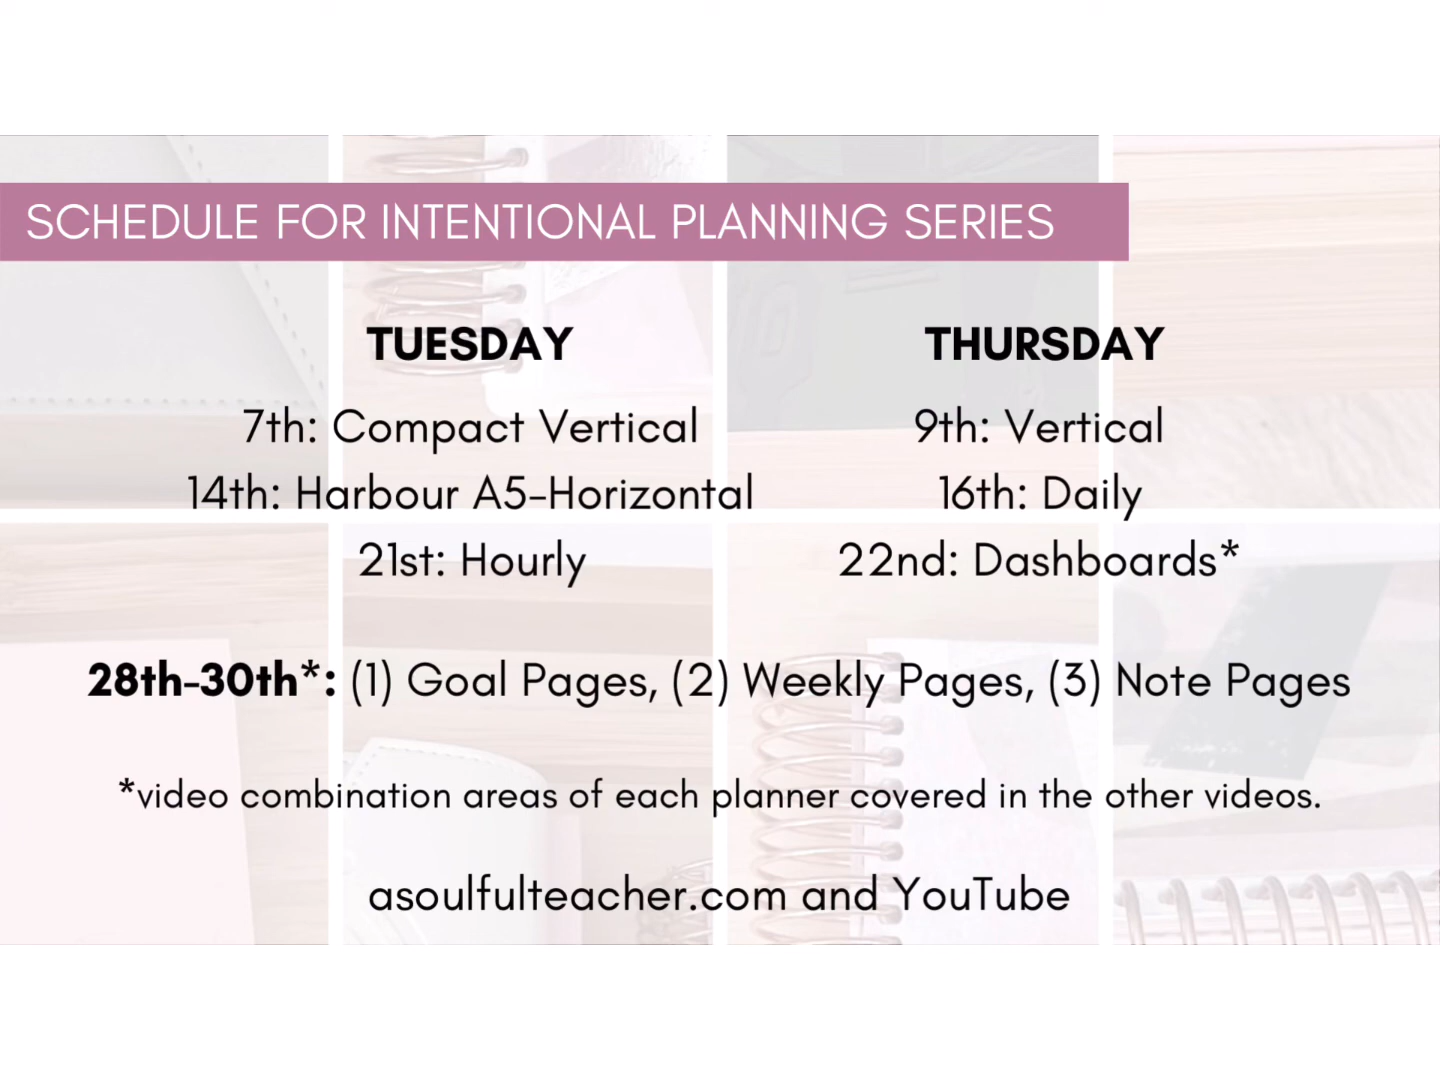 SCHEDULE FOR INTENTIONAL PLANNING SERIES
TUESDAY
7th: Compact Vertical
14th: Harbour A5-Horizontal
21st: Hourly
THURSDAY
9th: Vertical
16th: Daily
22nd: Dashboards*
28th-30th*: (1) Goal Pages, (2) Weekly Pages, (3) Note Pages
*video combination areas of each planner covered in the other videos.
asoulfulteacher.com and YouTube